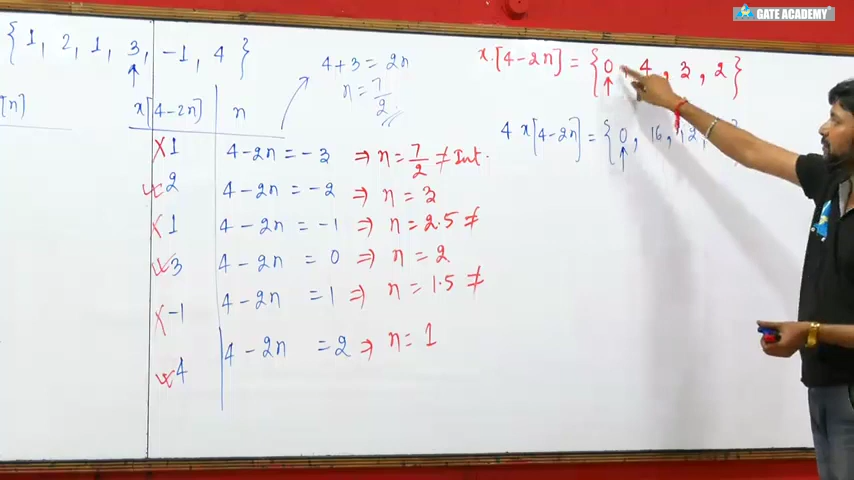 GATE ACADEMY
{1, 2, 1, 3, -1, 4}
↑
[n]
x[4-2n]
n
4+3 = 2n
n = 7/2
x.[4-2n] = {0, 4, 3, 2}
↑
4 x[4-2n] = {0, 16, 12,
↑
X 1 4-2n = -3 ⇒ n = 7/2 ≠ Int.
✓ 2 4-2n = -2 ⇒ n = 3
X 1 4-2n = -1 ⇒ n = 2.5 ≠
✓ 3 4-2n = 0 ⇒ n = 2
X -1 4-2n = 1 ⇒ n = 1.5 ≠
✓ 4 4-2n = 2 ⇒ n = 1